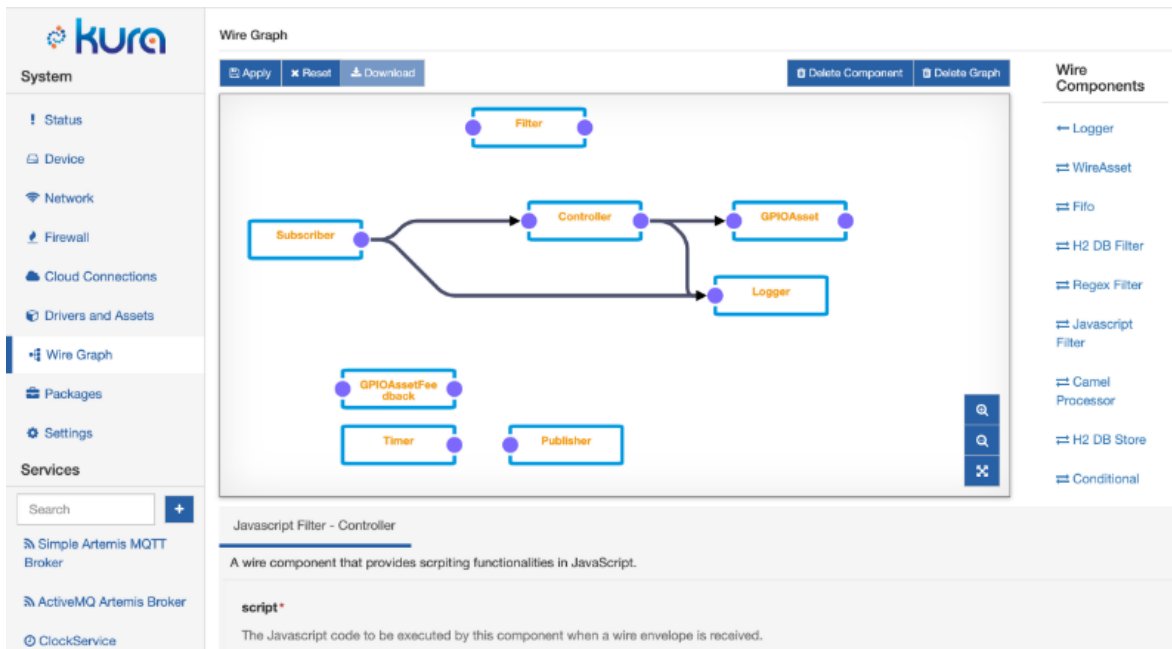 kura
System
Status
Device
Network
Firewall
Cloud Connections
Drivers and Assets
Wire Graph
Packages
Settings
Services
Search
Simple Artemis MQTT
Broker
ActiveMQ Artemis Broker
ClockService
Wire Graph
Apply
Reset
Download
Delete Component
Delete Graph
Filter
Subscriber
Controller
GPIOAsset
Logger
GPIOAssetFee
dback
Timer
Publisher
Javascript Filter - Controller
A wire component that provides scrpiting functionalities in JavaScript.
script*
The Javascript code to be executed by this component when a wire envelope is received.
Wire
Components
Logger
WireAsset
Fifo
H2 DB Filter
Regex Filter
Javascript
Filter
Camel
Processor
H2 DB Store
Conditional